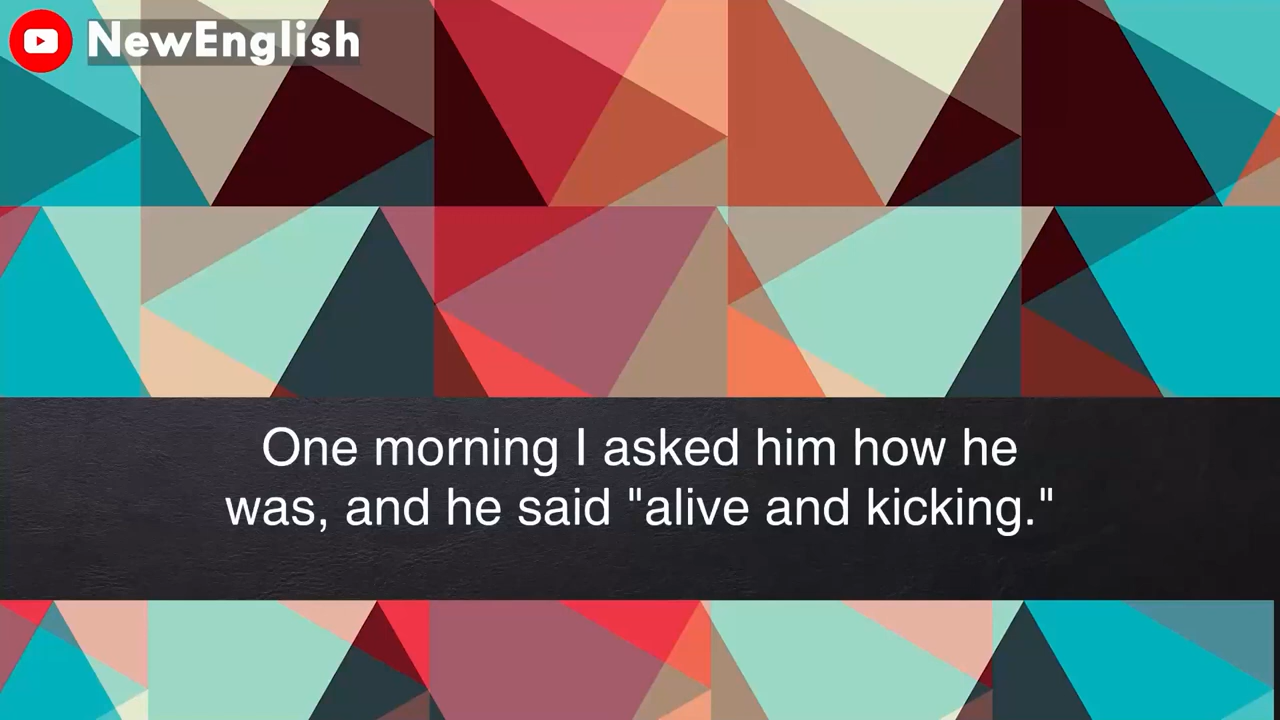 NewEnglish
One morning I asked him how he
was, and he said "alive and kicking."